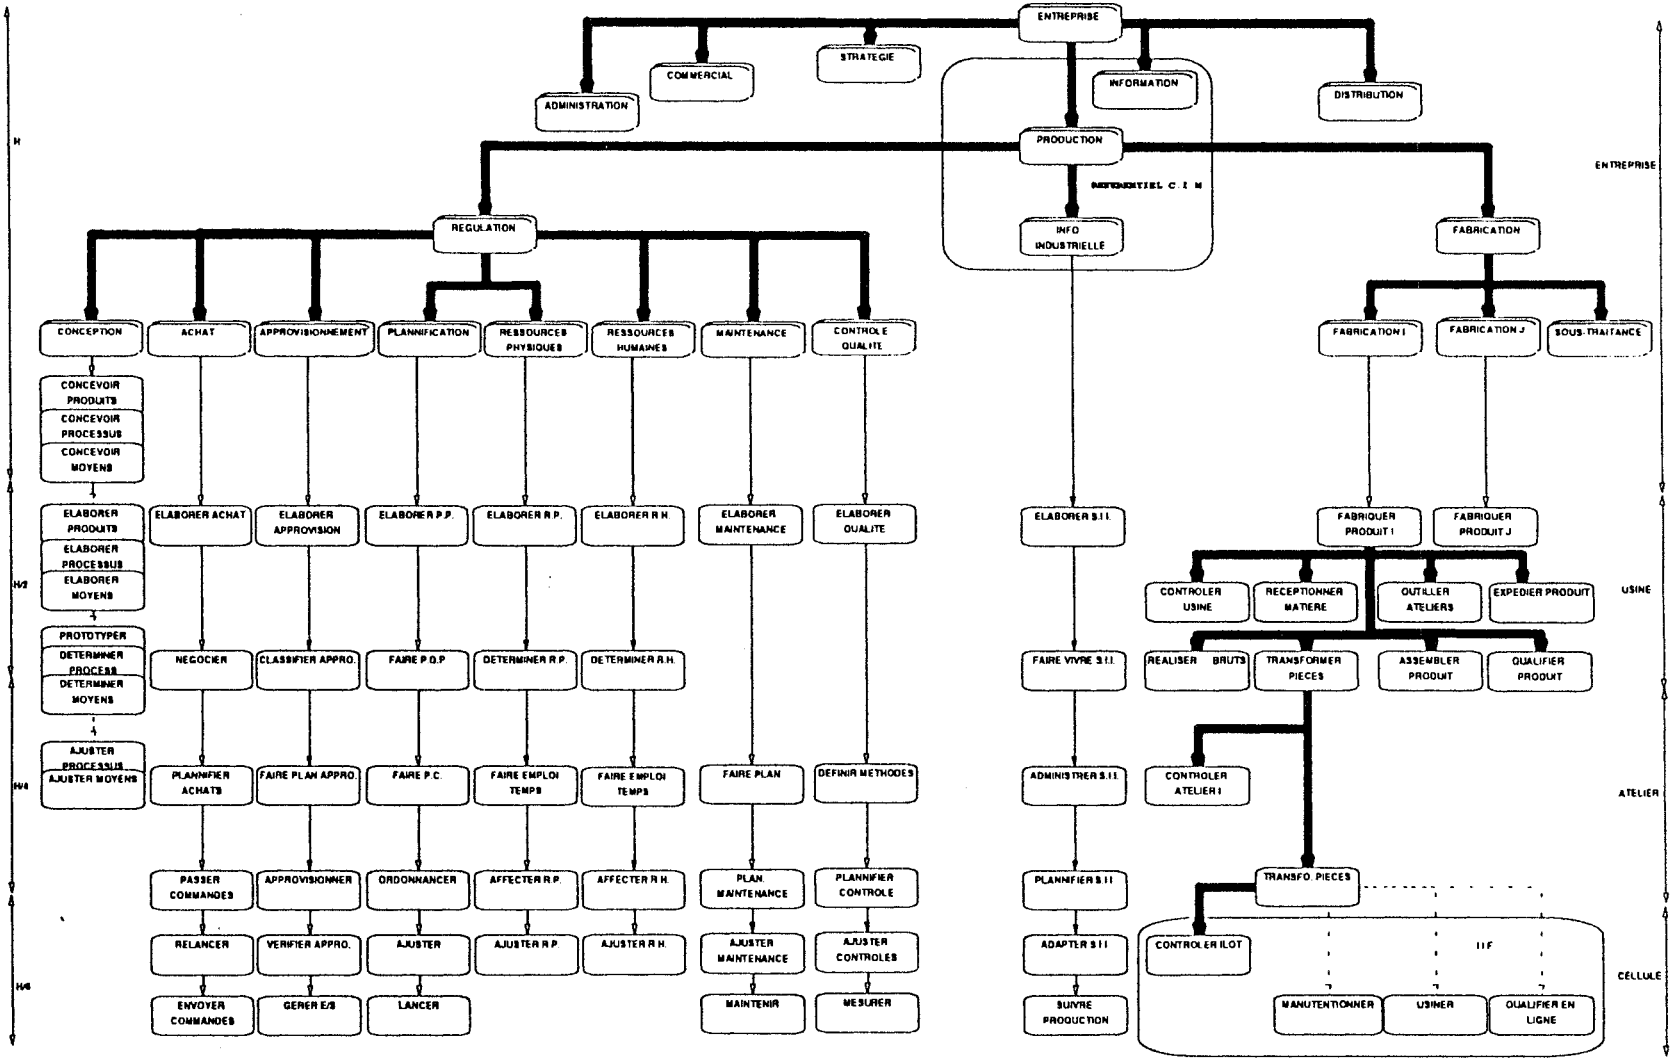 ENTREPRISE
STRATEGIE
COMMERCIAL
INFORMATION
ADMINISTRATION
DISTRIBUTION
H
PRODUCTION
ENTREPRISE
C.I.M
REGULATION
INFO
INDUSTRIELLE
FABRICATION
CONCEPTION
ACHAT
APPROVISIONNEMENT
PLANNIFICATION
RESSOURCES
PHYSIQUES
RESSOURCES
HUMAINES
MAINTENANCE
CONTROLE
QUALITE
FABRICATION I
FABRICATION J
SOUS-TRAITANCE
CONCEVOIR
PRODUITS
CONCEVOIR
PROCESSUS
CONCEVOIR
MOYENS
ELABORER
PRODUITS
ELABORER
PROCESSUS
ELABORER
MOYENS
ELABORER ACHAT
ELABORER
APPROVISION
ELABORER P.P.
ELABORER R.P.
ELABORER R.H.
ELABORER
MAINTENANCE
ELABORER
QUALITE
ELABORER S.I.I.
FABRIQUER
PRODUIT I
FABRIQUER
PRODUIT J
H/2
CONTROLER
USINE
RECEPTIONNER
MATIERE
OUTILLER
ATELIERS
EXPEDIER PRODUIT
USINE
PROTOTYPER
DETERMINER
PROCESS
DETERMINER
MOYENS
NEGOCIER
CLASSIFIER APPRO.
FAIRE P.D.P
DETERMINER R.P.
DETERMINER R.H.
FAIRE VIVRE S.I.I.
REALISER BRUTS
TRANSFORMER
PIECES
ASSEMBLER
PRODUIT
QUALIFIER
PRODUIT
AJUSTER
PROCESSUS
AJUSTER MOYENS
H/4
PLANNIFIER
ACHATS
FAIRE PLAN APPRO.
FAIRE P.C.
FAIRE EMPLOI
TEMPS
FAIRE EMPLOI
TEMPS
FAIRE PLAN
DEFINIR METHODES
ADMINISTRER S.I.I.
CONTROLER
ATELIER I
ATELIER
PASSER
COMMANDES
APPROVISIONNER
ORDONNANCER
AFFECTER R.P.
AFFECTER R.H.
PLAN.
MAINTENANCE
PLANNIFIER
CONTROLE
PLANNIFIER S.I.I
TRANSFO. PIECES
RELANCER
VERIFIER APPRO.
AJUSTER
AJUSTER R.P.
AJUSTER R.H.
AJUSTER
MAINTENANCE
AJUSTER
CONTROLES
ADAPTER S.I.I
CONTROLER ILOT
CELLULE
ENVOYER
COMMANDES
GERER E/S
LANCER
MAINTENIR
MESURER
SUIVRE
PRODUCTION
MANUTENTIONNER
USINER
QUALIFIER EN
LIGNE